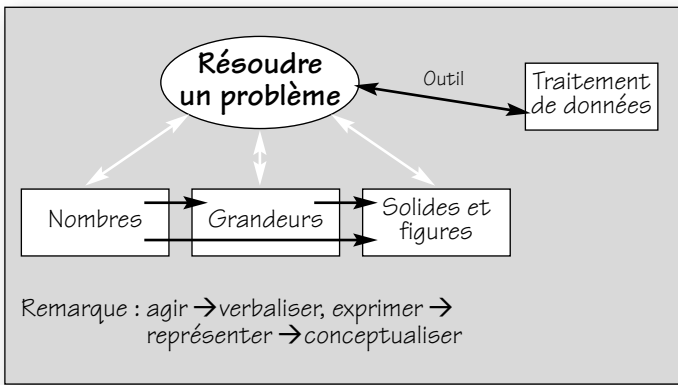 Résoudre
un problème
Outil
Traitement
de données
Nombres
Grandeurs
Solides et
figures
Remarque : agir → verbaliser, exprimer →
représenter → conceptualiser